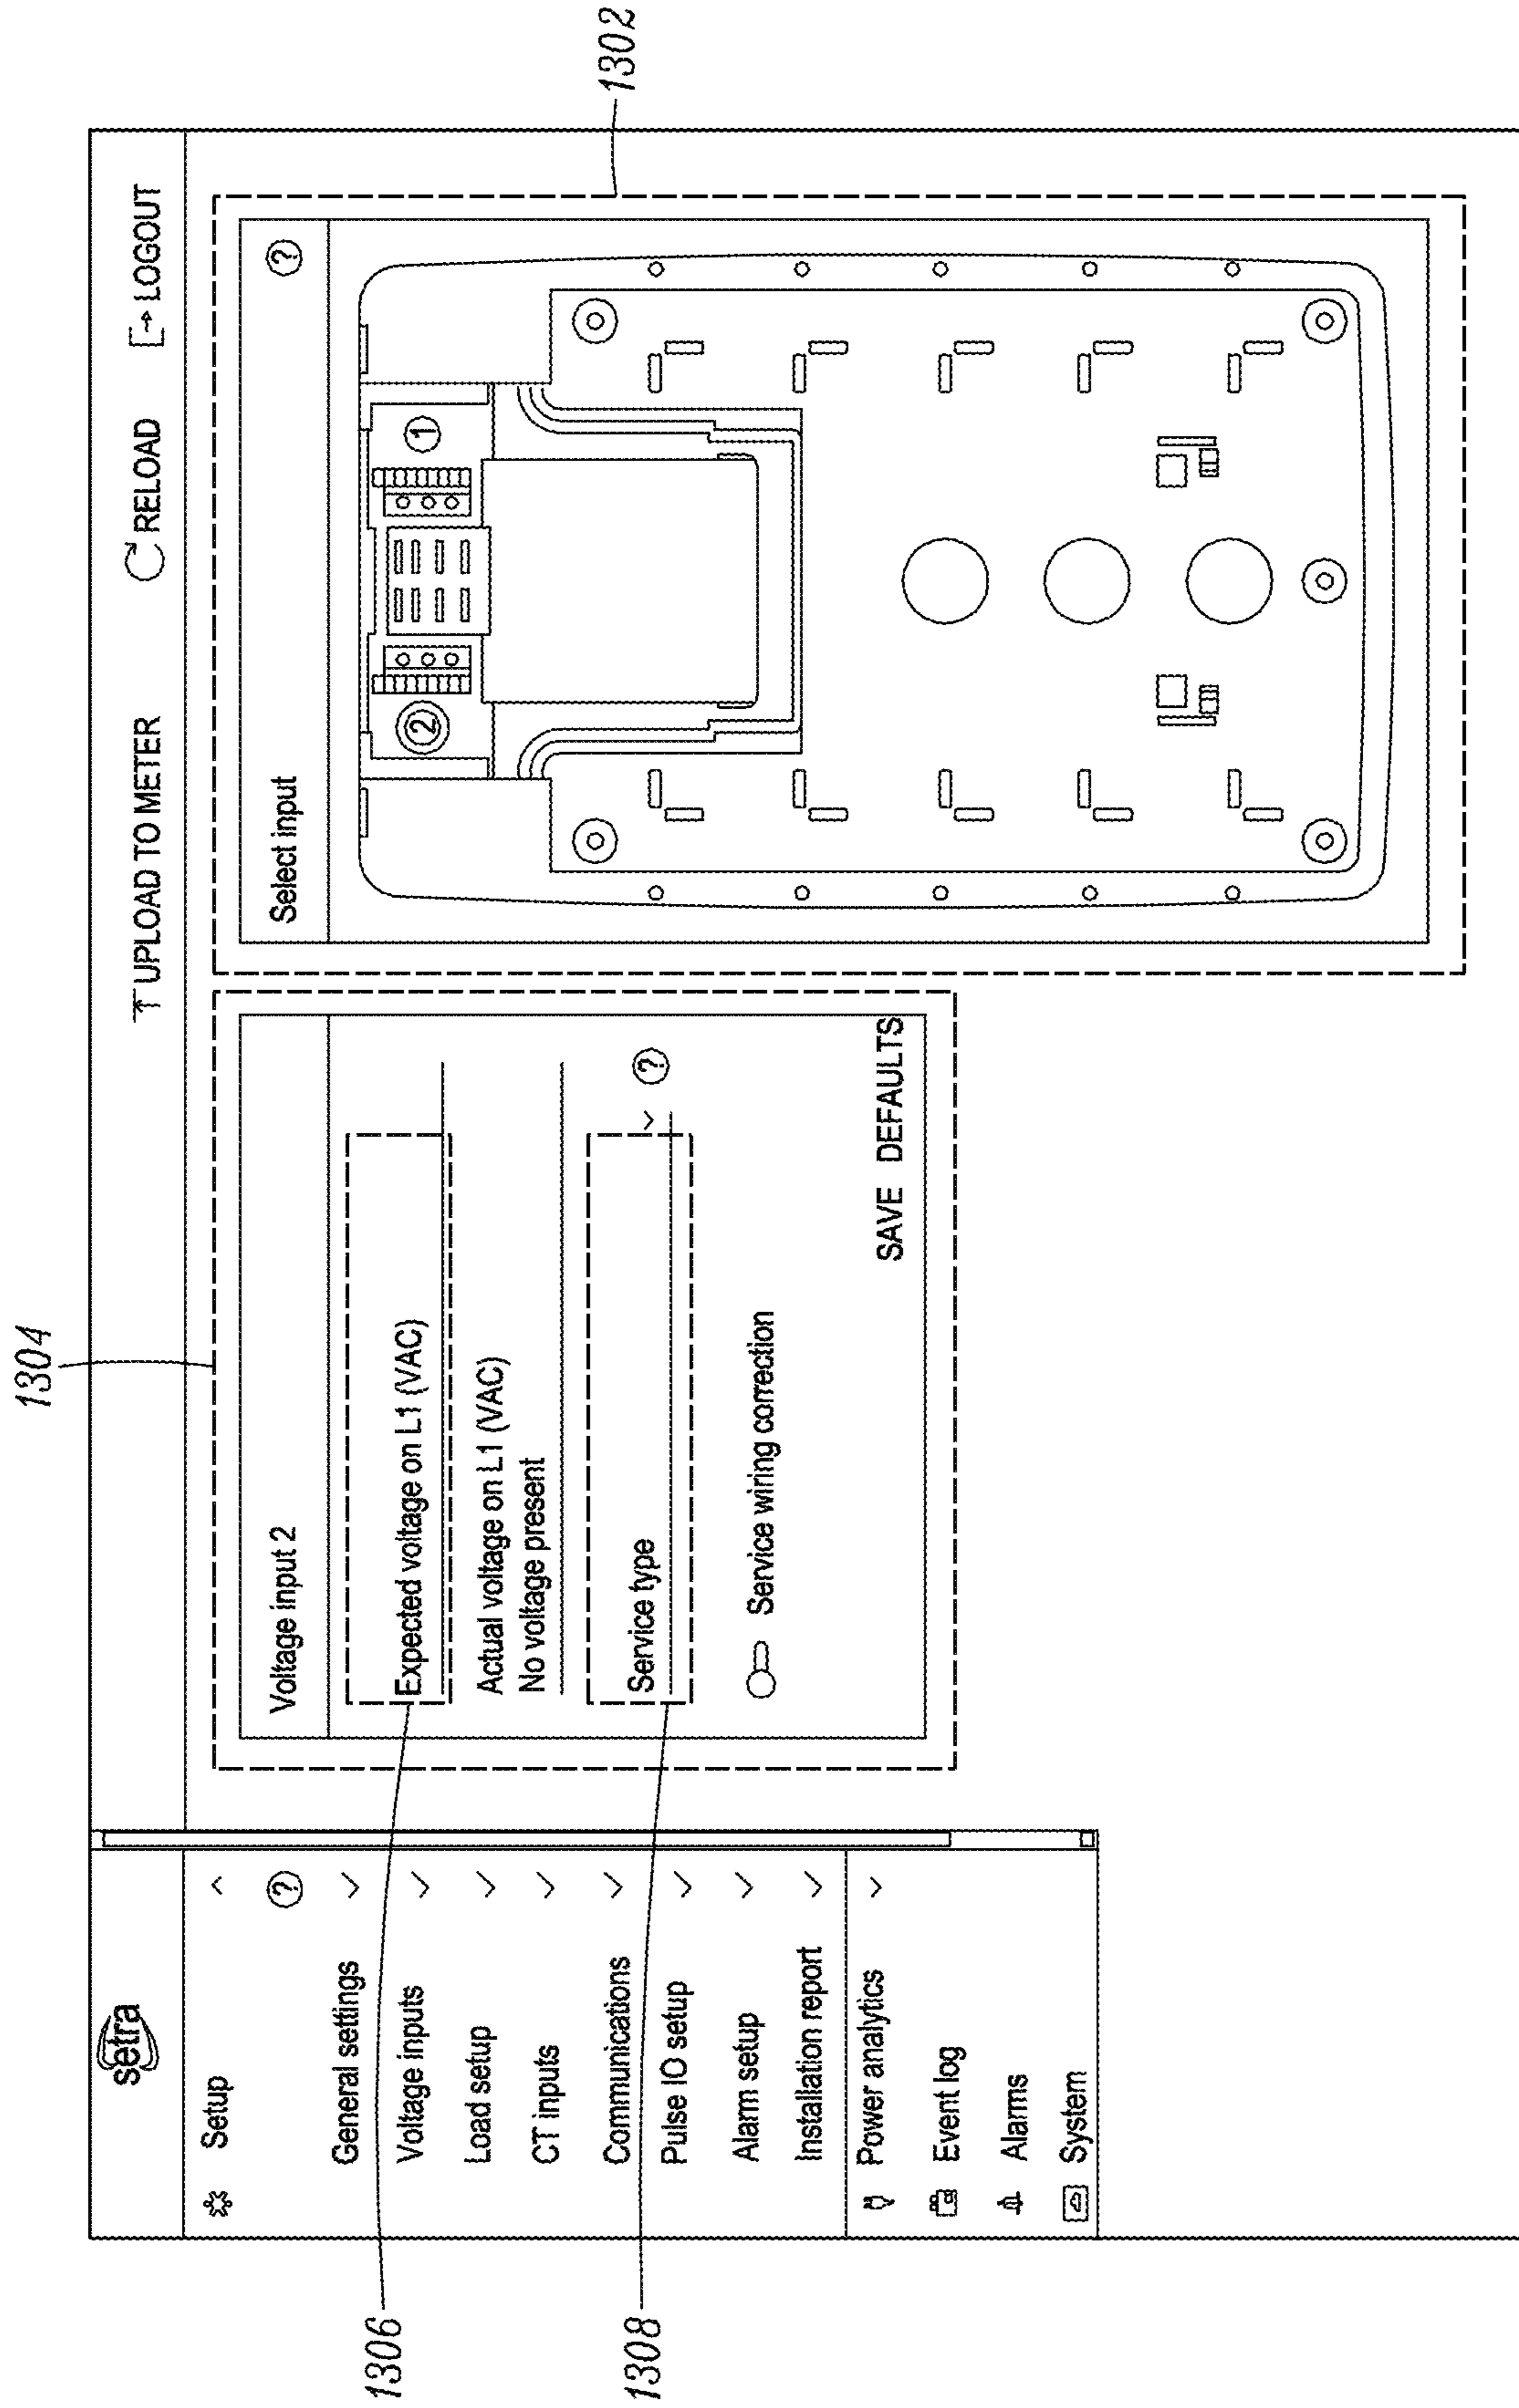 1304
setra
UPLOAD TO METER RELOAD LOGOUT
Setup
?
General settings
Voltage inputs
Load setup
CT inputs
Communications
Pulse IO setup
Alarm setup
Installation report
Power analytics
Event log
Alarms
System
Voltage input 2
Expected voltage on L1 (VAC)
Actual voltage on L1 (VAC)
No voltage present
Service type
?
Service wiring correction
SAVE DEFAULTS
Select input
?
2 1
1306
1308
1302